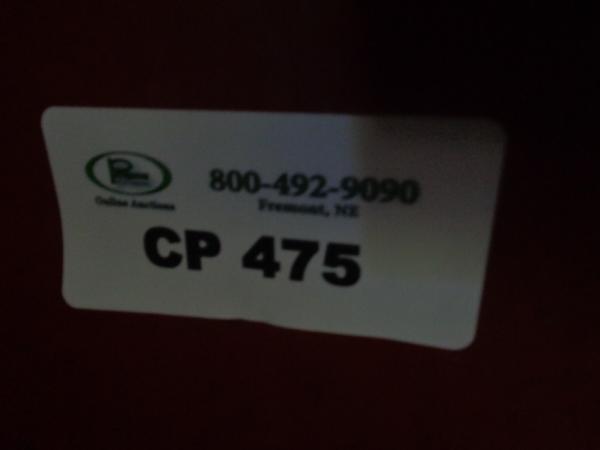 800-492-9090
Fremont, NE
Online Auctions
CP 475